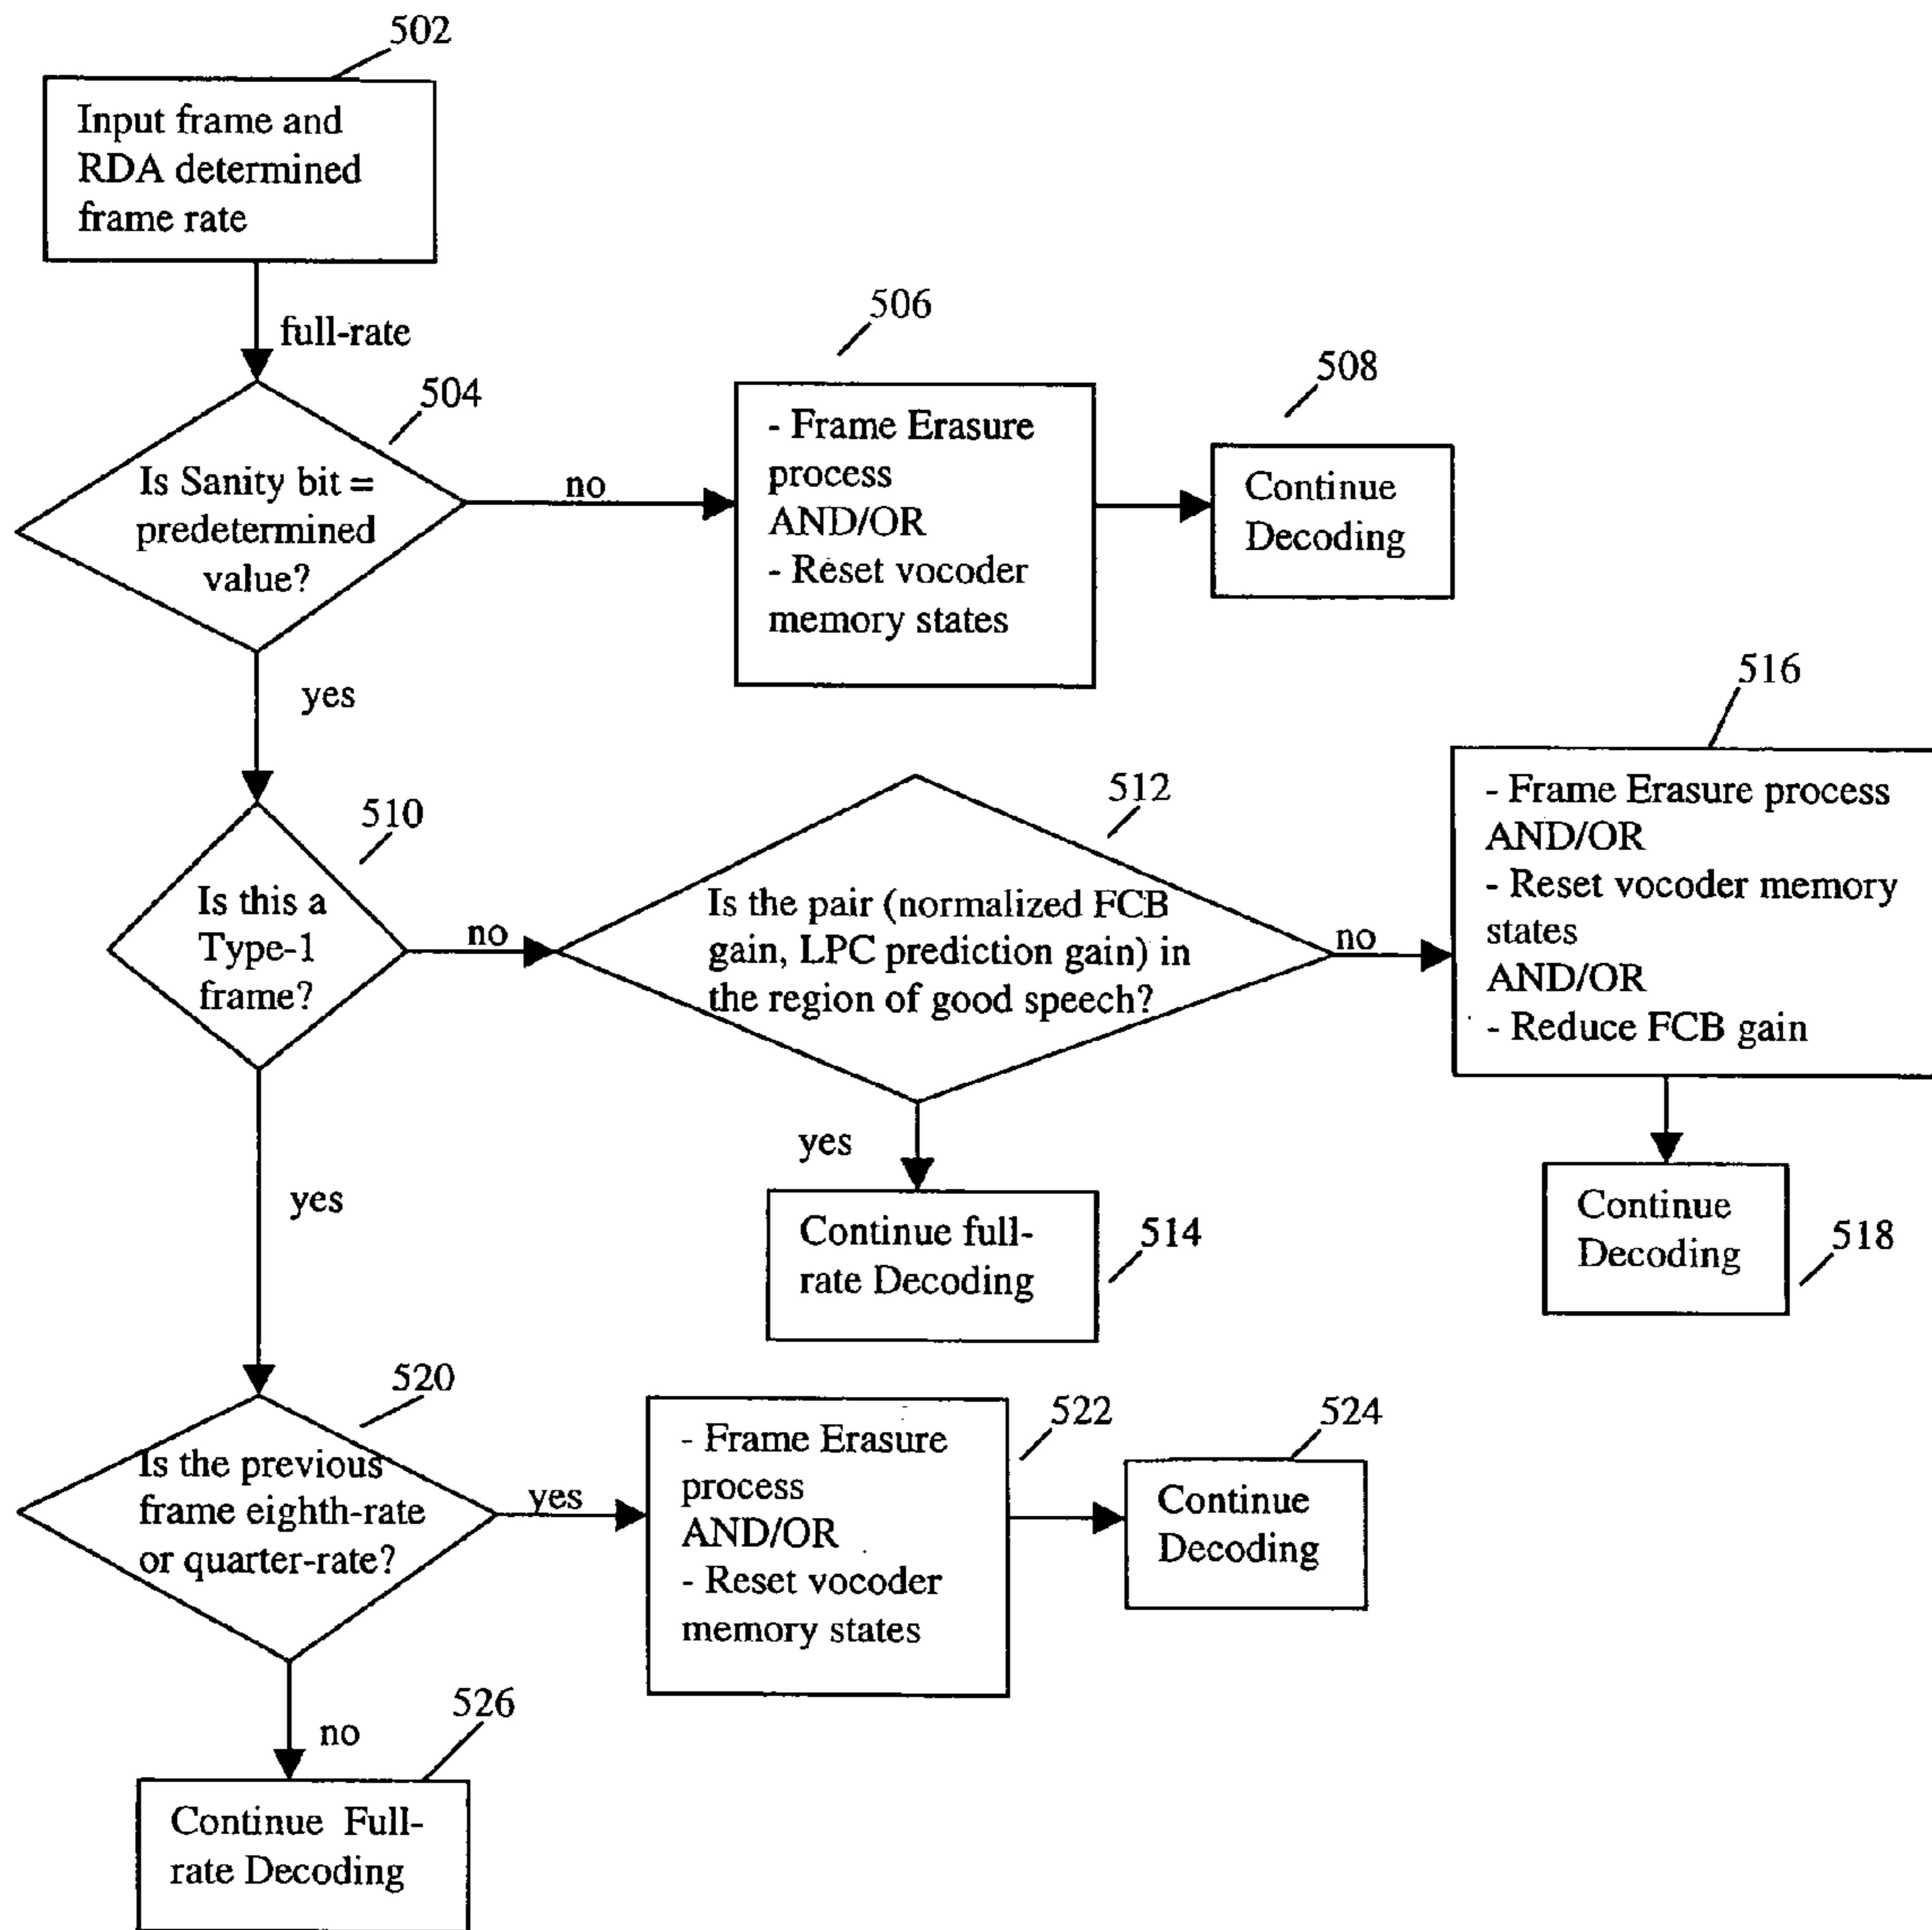 502
Input frame and
RDA determined
frame rate
full-rate
504
Is Sanity bit =
predetermined
value?
no
506
- Frame Erasure
process
AND/OR
- Reset vocoder
memory states
508
Continue
Decoding
yes
510
Is this a
Type-1
frame?
no
512
Is the pair (normalized FCB
gain, LPC prediction gain) in
the region of good speech?
no
516
- Frame Erasure process
AND/OR
- Reset vocoder memory
states
AND/OR
- Reduce FCB gain
yes
Continue full-
rate Decoding
514
Continue
Decoding
518
yes
520
Is the previous
frame eighth-rate
or quarter-rate?
yes
- Frame Erasure
process
AND/OR
- Reset vocoder
memory states
522
524
Continue
Decoding
no
526
Continue Full-
rate Decoding